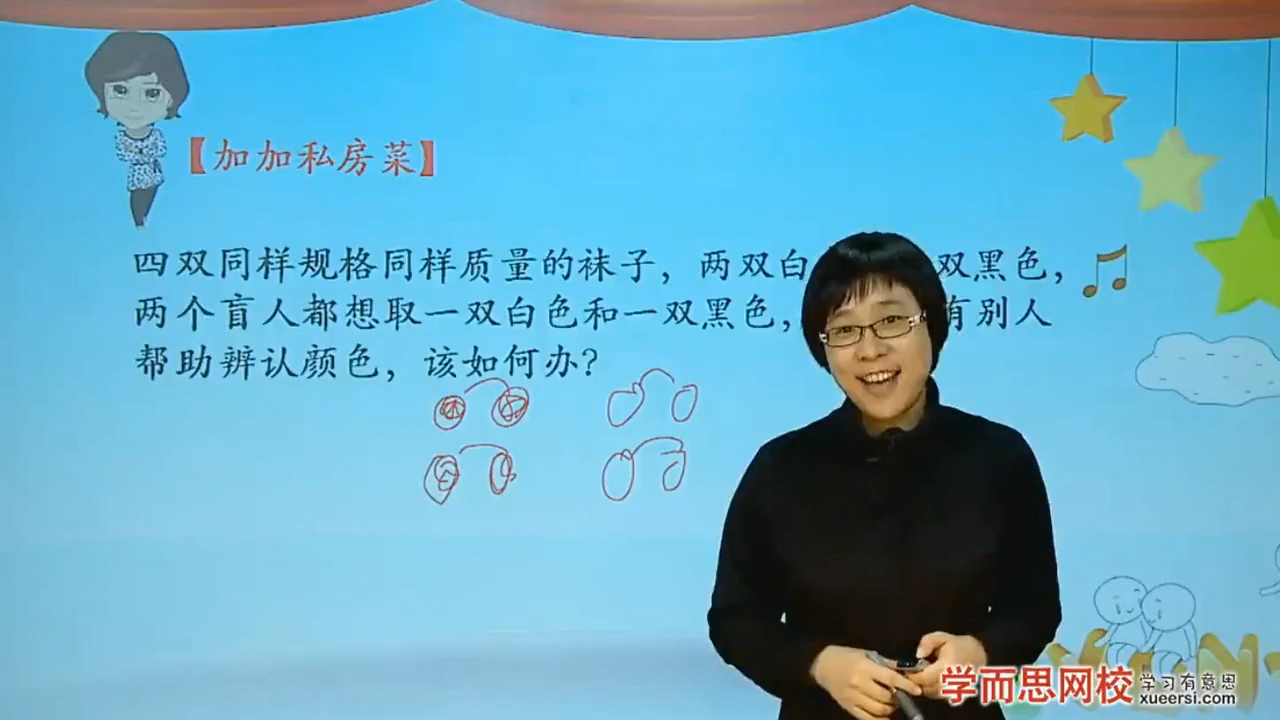 【加加私房菜】
四双同样规格同样质量的袜子，两双白 双黑色，
两个盲人都想取一双白色和一双黑色， 有别人
帮助辨认颜色，该如何办？
学而思网校
学习有意思
xueersi.com